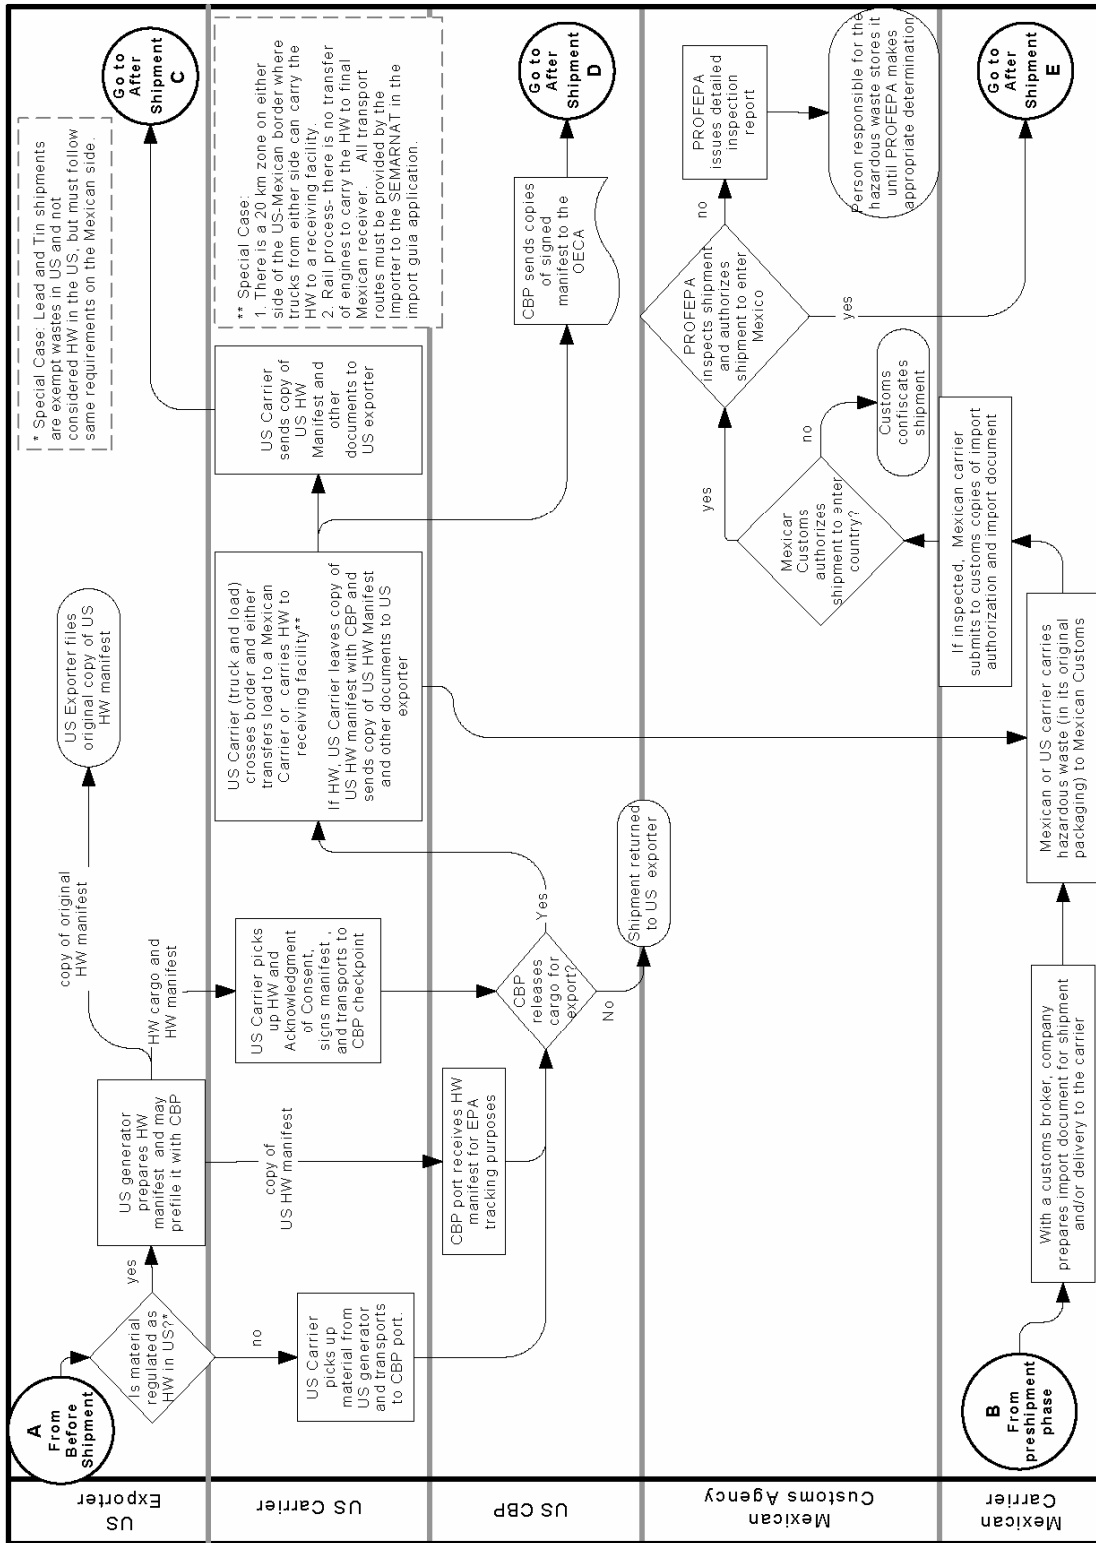 US
Exporter
A
From
Before
Shipment
Is material
regulated as
HW in US?*
yes
no
US generator
prepares HW
manifest and may
prefile it with CBP
copy of original
HW manifest
HW cargo and
HW manifest
US Exporter files
original copy of US
HW manifest
* Special Case: Lead and Tin shipments
are exempt wastes in US and not
considered HW in the US, but must follow
same requirements on the Mexican side.
Go to
After
Shipment
C
US Carrier
US Carrier
picks up
material from
US generator
and transports
to CBP port.
copy of
US HW manifest
US Carrier picks
up HW and
Acknowledgment
of Consent,
signs manifest ,
and transports to
CBP checkpoint
US Carrier (truck and load)
crosses border and either
transfers load to a Mexican
Carrier or carries HW to
receiving facility**
If HW, US Carrier leaves copy of
US HW manifest with CBP and
sends copy of US HW Manifest
and other documents to US
exporter
US Carrier
sends copy of
US HW
Manifest and
other
documents to
US exporter
** Special Case:
1. There is a 20 km zone on either
side of the US-Mexican border where
trucks from either side can carry the
HW to a receiving facility.
2. Rail process- there is no transfer
of engines to carry the HW to final
Mexican receiver. All transport
routes must be provided by the
Importer to the SEMARNAT in the
import guia application.
US CBP
CBP port receives HW
manifest for EPA
tracking purposes
CBP
releases
cargo for
export?
Yes
No
Shipment returned
to US exporter
CBP sends copies
of signed
manifest to the
OECA
Go to
After
Shipment
D
Mexican
Customs Agency
Mexican
Customs
authorizes
shipment to enter
country?
yes
no
Customs
confiscates
shipment
PROFEPA
inspects shipment
and authorizes
shipment to enter
Mexico
no
yes
PROFEPA
issues detailed
inspection
report
Person responsible for the
hazardous waste stores it
until PROFEPA makes
appropriate determination
Mexican
Carrier
B
From
preshipment
phase
With a customs broker, company
prepares import document for shipment
and/or delivery to the carrier
Mexican or US carrier carries
hazardous waste (in its original
packaging) to Mexican Customs
If inspected, Mexican carrier
submits to customs copies of import
authorization and import document
Go to
After
Shipment
E